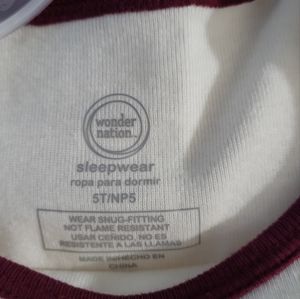 wonder
nation™
sleepwear
ropa para dormir
5T/NP5
WEAR SNUG-FITTING
NOT FLAME RESISTANT
USAR CEÑIDO. NO ES
RESISTENTE A LAS LLAMAS
MADE IN/HECHO EN
CHINA